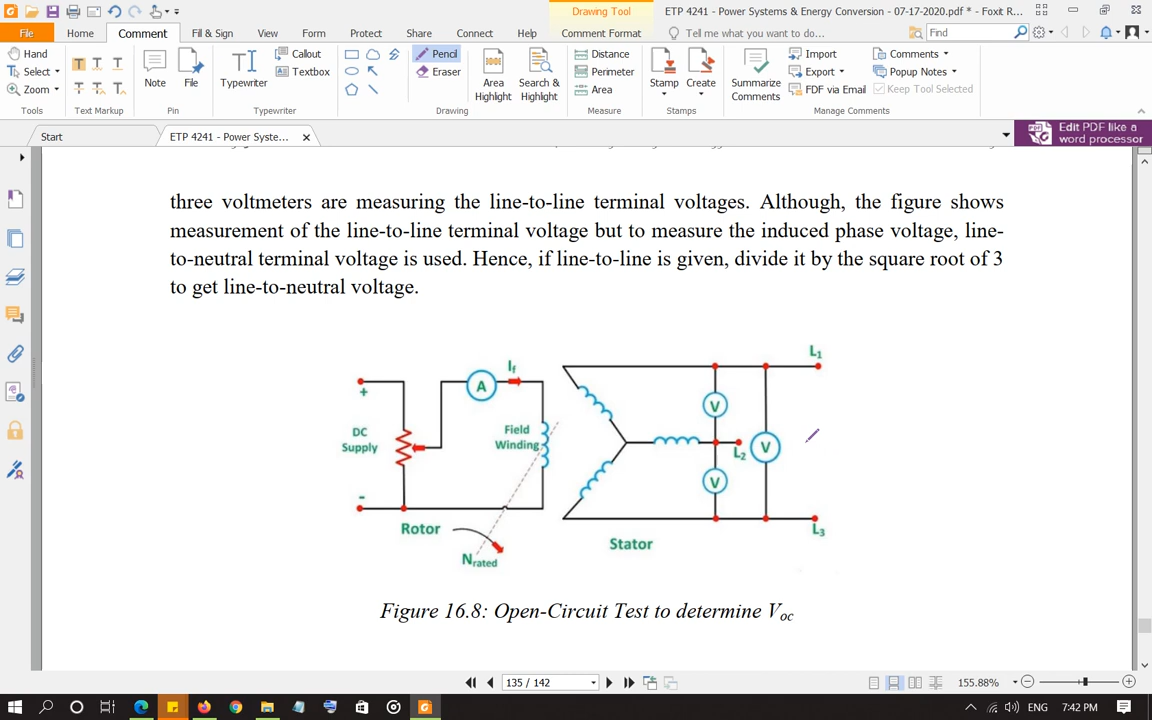 Drawing Tool
ETP 4241 - Power Systems & Energy Conversion - 07-17-2020.pdf * - Foxit R...
File Home Comment Fill & Sign View Form Protect Share Connect Help Comment Format Tell me what you want to do... Find
Hand
Select
Zoom
Tools
Text Markup
Note
File
Pin
Typewriter
Callout
Textbox
Typewriter
Pencil
Eraser
Drawing
Area Highlight
Search & Highlight
Distance
Perimeter
Area
Measure
Stamp
Create
Stamps
Summarize Comments
Import
Export
FDF via Email
Comments
Popup Notes
Keep Tool Selected
Manage Comments
Start
ETP 4241 - Power Syste...
Edit PDF like a
word processor
three voltmeters are measuring the line-to-line terminal voltages. Although, the figure shows
measurement of the line-to-line terminal voltage but to measure the induced phase voltage, line-
to-neutral terminal voltage is used. Hence, if line-to-line is given, divide it by the square root of 3
to get line-to-neutral voltage.
+
DC
Supply
-
A
If
Field
Winding
Rotor
Nrated
V
V
V
L1
L2
L3
Stator
Figure 16.8: Open-Circuit Test to determine Voc
135 / 142
155.88%
ENG
7:42 PM